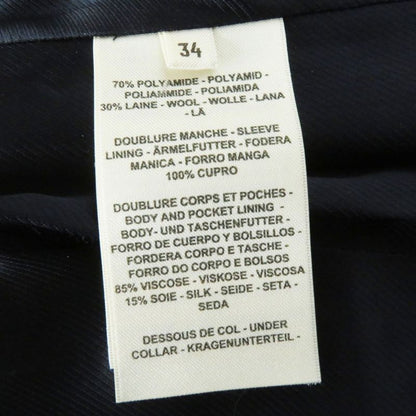 34
70% POLYAMIDE - POLYAMID -
POLIAMMIDE - POLIAMIDA
30% LAINE - WOOL - WOLLE - LANA
- LÃ
DOUBLURE MANCHE - SLEEVE
LINING - ÄRMELFUTTER - FODERA
MANICA - FORRO MANGA
100% CUPRO
DOUBLURE CORPS ET POCHES -
BODY AND POCKET LINING -
BODY- UND TASCHENFUTTER -
FORRO DE CUERPO Y BOLSILLOS -
FORDERA CORPO E TASCHE -
FORRO DO CORPO E BOLSOS
85% VISCOSE - VISKOSE - VISCOSA
15% SOIE - SILK - SEIDE - SETA -
SEDA
DESSOUS DE COL - UNDER
COLLAR - KRAGENUNTERTEIL -